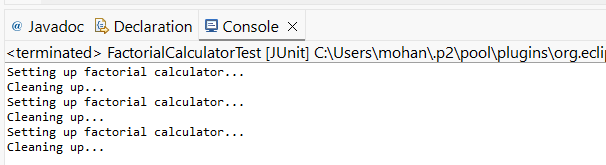 @ Javadoc Declaration Console
<terminated> FactorialCalculatorTest [JUnit] C:\Users\mohan\.p2\pool\plugins\org.eclip
Setting up factorial calculator...
Cleaning up...
Setting up factorial calculator...
Cleaning up...
Setting up factorial calculator...
Cleaning up...